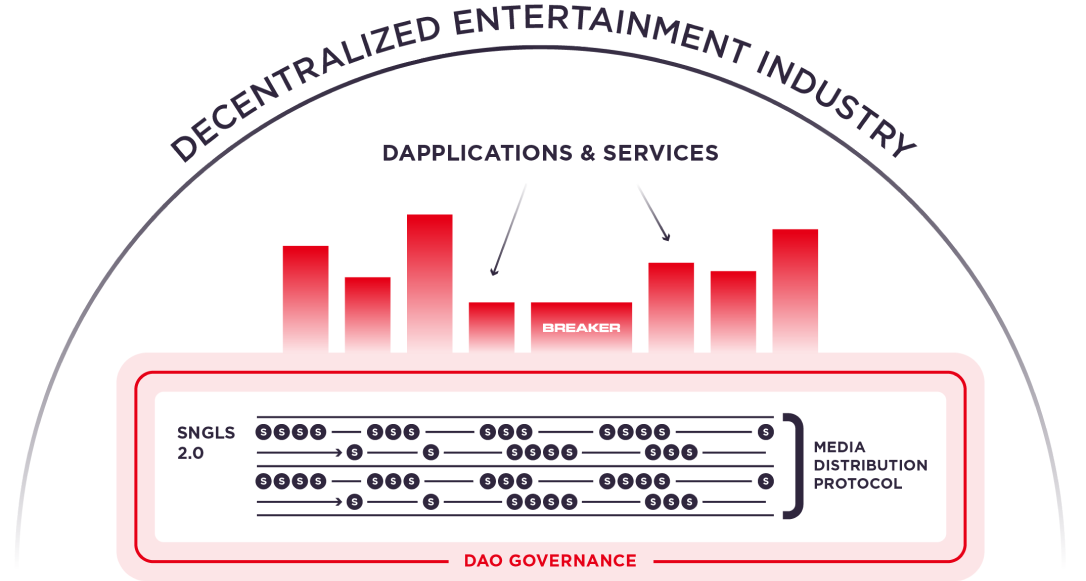 DECENTRALIZED ENTERTAINMENT INDUSTRY
DAPPLICATIONS & SERVICES
BREAKER
SNGLS
2.0
S S S S S S S S S S S S S S S
S S S S S S S S S
S S S S S S S S S S S S S S S
S S S S S S S S S
MEDIA
DISTRIBUTION
PROTOCOL
DAO GOVERNANCE